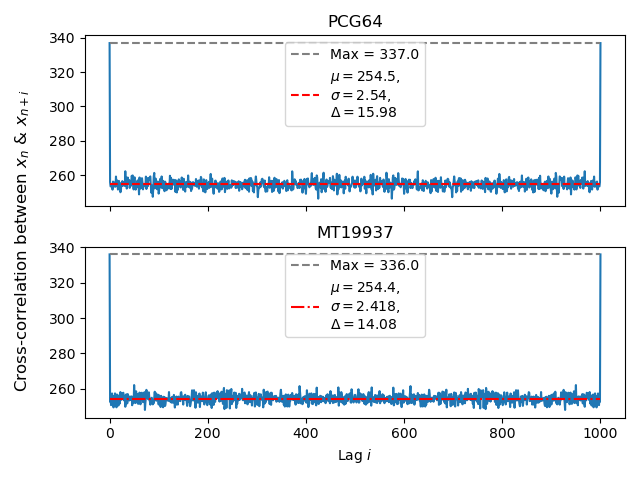 PCG64
340
320
300
280
260
Max = 337.0
μ = 254.5,
σ = 2.54,
Δ = 15.98
Cross-correlation between xₙ & xₙ₊ᵢ
MT19937
340
320
300
280
260
Max = 336.0
μ = 254.4,
σ = 2.418,
Δ = 14.08
0 200 400 600 800 1000
Lag i